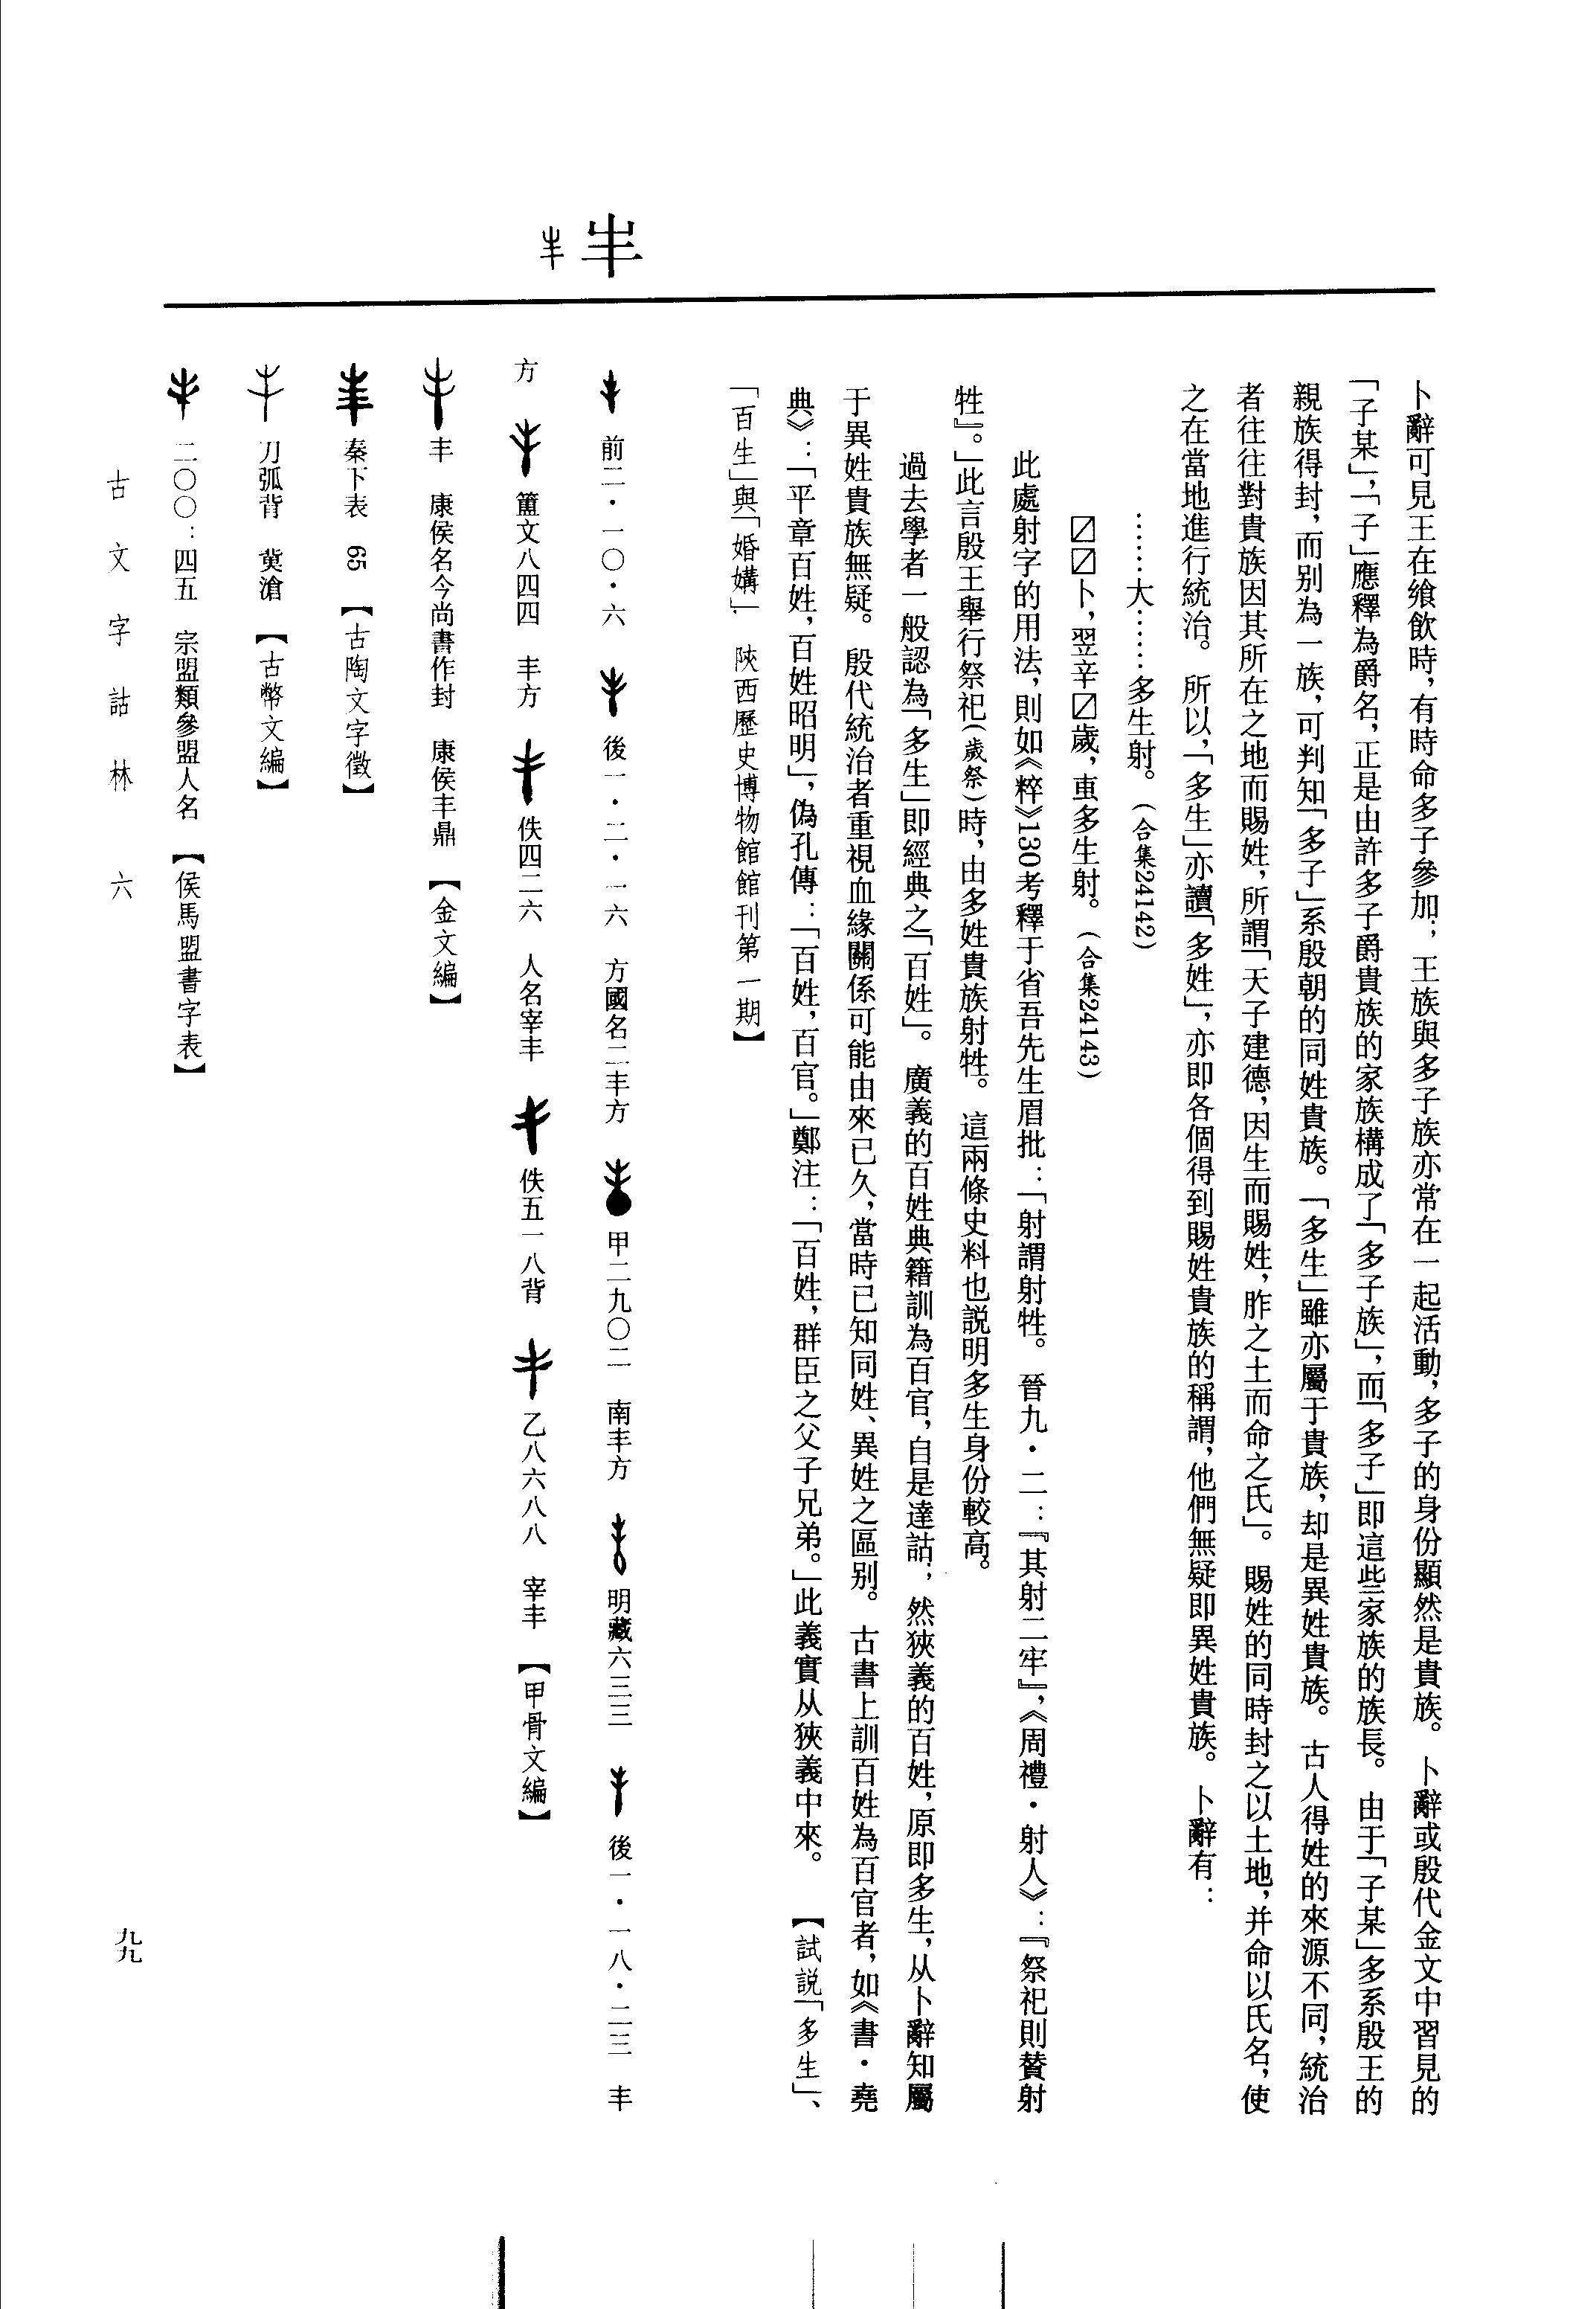 卜辭可見王在飨飲時，有時命多子參加；王族與多子族亦常在一起活動，多子的身份顯然是貴族。卜辭或殷代金文中習見的
「子某」，「子」應釋為爵名，正是由許多子爵貴族的家族構成了「多子族」，而「多子」即這些家族的族長。由于「子某」多系殷王的
親族得封，而别為一族，可判知「多子」系殷朝的同姓貴族。「多生」雖亦屬于貴族，却是異姓貴族。古人得姓的來源不同，統治
者往往對貴族因其所在之地而賜姓，所謂「天子建德，因生而賜姓，胙之土而命之氏」。賜姓的同時封之以土地，并命以氏名，使
之在當地進行統治。所以，「多生」亦讀「多姓」，亦即各個得到賜姓貴族的稱謂，他們無疑即異姓貴族。卜辭有：
……大……多生射。（合集24142）
☑☑卜，翌辛☑歲，叀多生射。（合集24143）
此處射字的用法，則如《粹》130考釋于省吾先生眉批：「射謂射牲。晉九·二：『其射二牢』，《周禮·射人》：『祭祀則賛射
牲』。」此言殷王舉行祭祀（歲祭）時，由多姓貴族射牲。這兩條史料也説明多生身份較高。
過去學者一般認為「多生」即經典之「百姓」。廣義的百姓典籍訓為百官，自是達詁；然狹義的百姓，原即多生，从卜辭知屬
于異姓貴族無疑。殷代統治者重視血緣關係可能由來已久，當時已知同姓、異姓之區别。古書上訓百姓為百官者，如《書·堯
典》：「平章百姓，百姓昭明」，偽孔傳：「百姓，百官。」鄭注：「百姓，群臣之父子兄弟。」此義實从狹義中來。【試説「多生」、
「百生」與「婚媾」　陝西歷史博物館館刊第一期】
丰
前二·一〇·六　後一·二·一六　方國名二丰方　甲二九〇二　南丰方　明藏六三三　後一·一八·二三　丰
方　簠文八四四　丰方　佚四二六　人名宰丰　佚五一八背　乙八六八八　宰丰　【甲骨文編】
丰　康侯名今尚書作封　康侯丰鼎　【金文編】
秦下表　65　【古陶文字徵】
刀弧背　冀滄　【古幣文編】
二〇〇：四五　宗盟類參盟人名　【侯馬盟書字表】
古文字詁林　六
九九